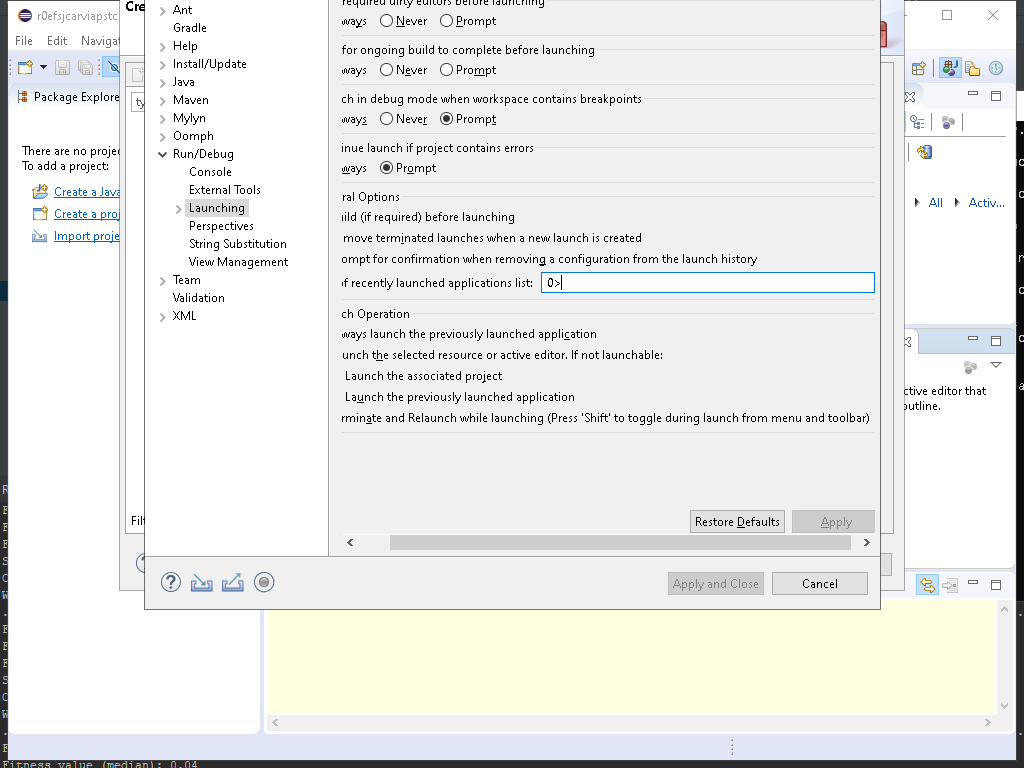 r0efsjcarviapstc
File Edit Navigat
Package Explore
There are no projec
To add a project:
Create a Java
Create a proj
Import proje
Cre
ty
Filt
Ant
Gradle
Help
Install/Update
Java
Maven
Mylyn
Oomph
Run/Debug
Console
External Tools
Launching
Perspectives
String Substitution
View Management
Team
Validation
XML
required dirty editors before launching
ways Never Prompt
for ongoing build to complete before launching
ways Never Prompt
ch in debug mode when workspace contains breakpoints
ways Never Prompt
inue launch if project contains errors
ways Prompt
ral Options
uild (if required) before launching
move terminated launches when a new launch is created
ompt for confirmation when removing a configuration from the launch history
of recently launched applications list: 0>
ch Operation
ways launch the previously launched application
unch the selected resource or active editor. If not launchable:
Launch the associated project
Launch the previously launched application
rminate and Relaunch while launching (Press 'Shift' to toggle during launch from menu and toolbar)
Restore Defaults Apply
Apply and Close Cancel
All Activ...
ctive editor that
outline.
Fitness value (median): 0.04